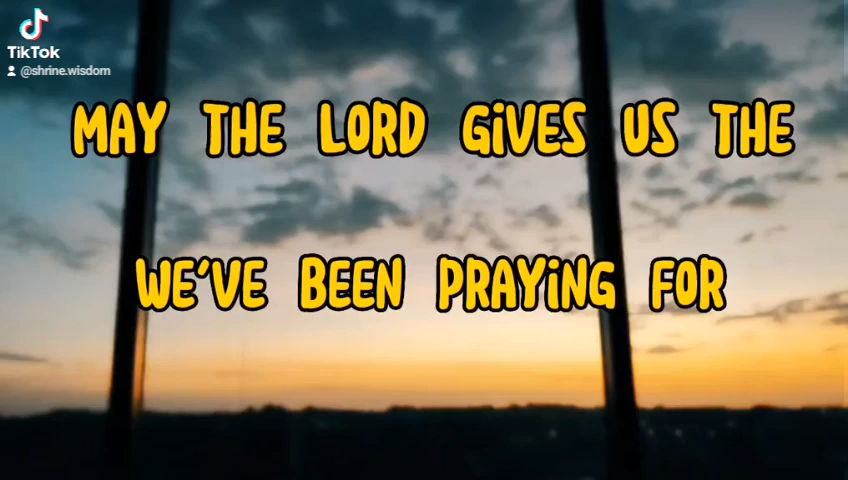 TikTok
@shrine.wisdom
MAY THE LORD GiVES US THE
WE'VE BEEN PRAYiNG FOR